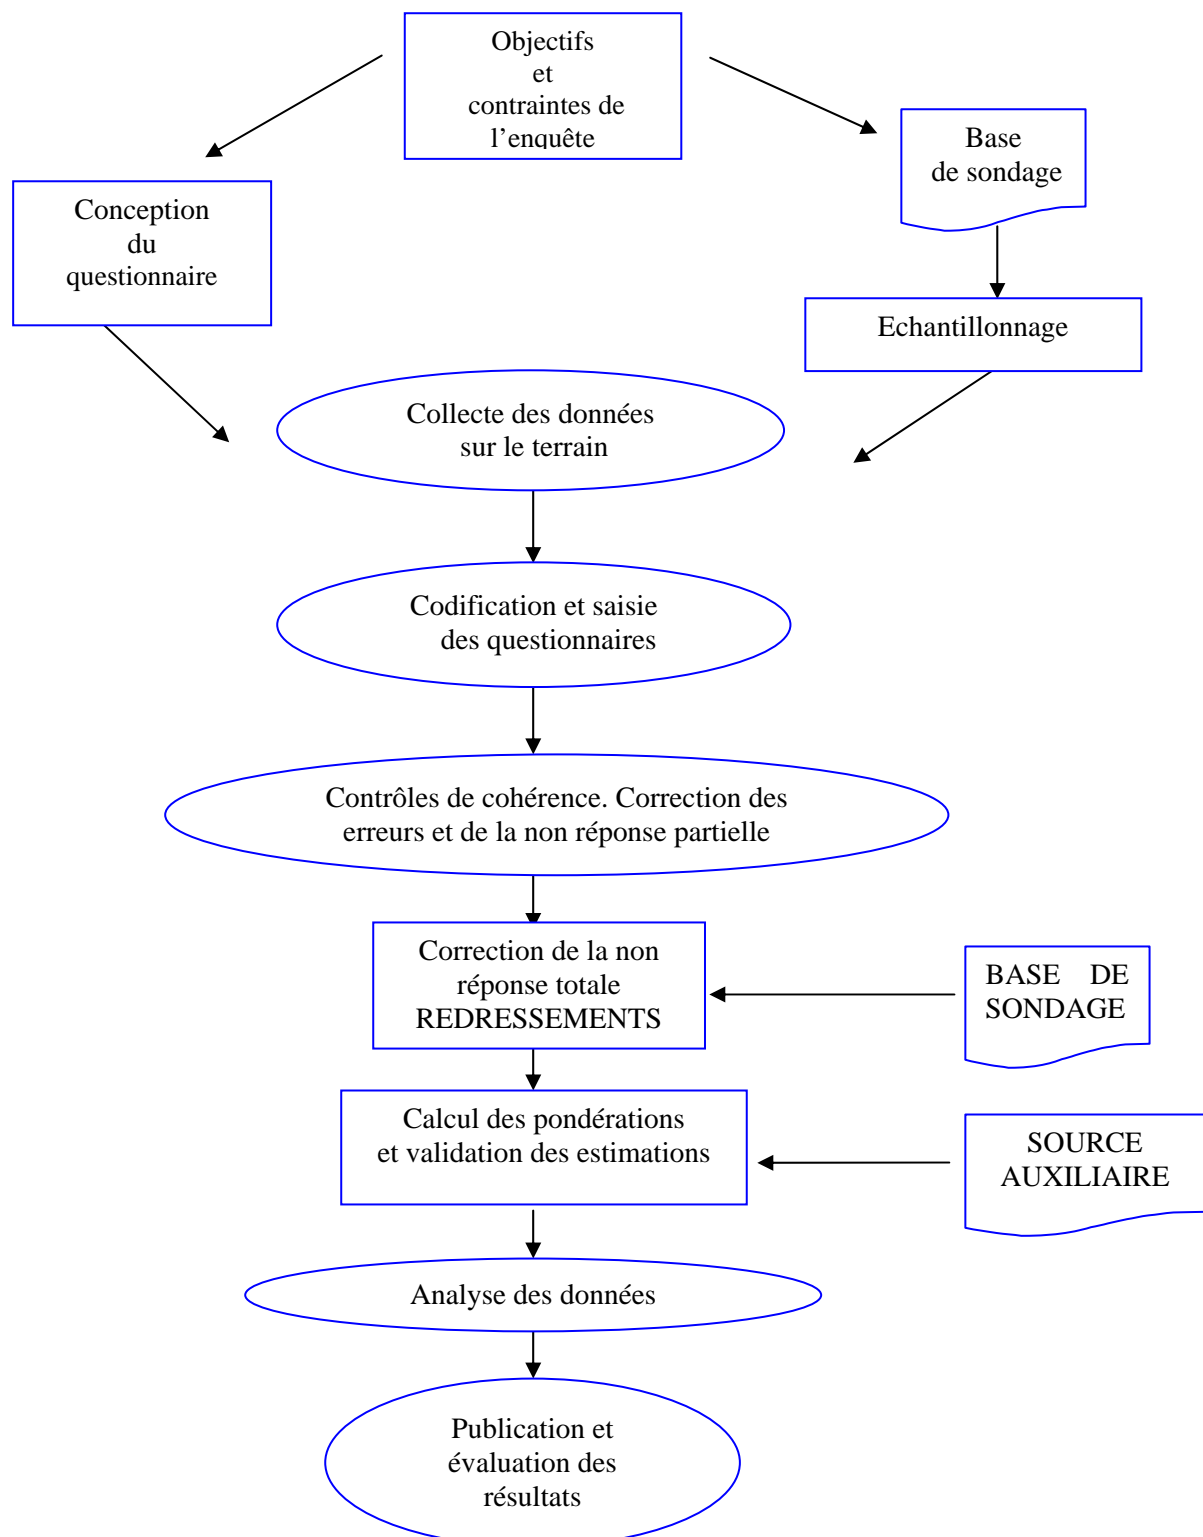 Objectifs
et
contraintes de
l’enquête
Base
de sondage
Conception
du
questionnaire
Echantillonnage
Collecte des données
sur le terrain
Codification et saisie
des questionnaires
Contrôles de cohérence. Correction des
erreurs et de la non réponse partielle
Correction de la non
réponse totale
REDRESSEMENTS
BASE DE
SONDAGE
Calcul des pondérations
et validation des estimations
SOURCE
AUXILIAIRE
Analyse des données
Publication et
évaluation des
résultats